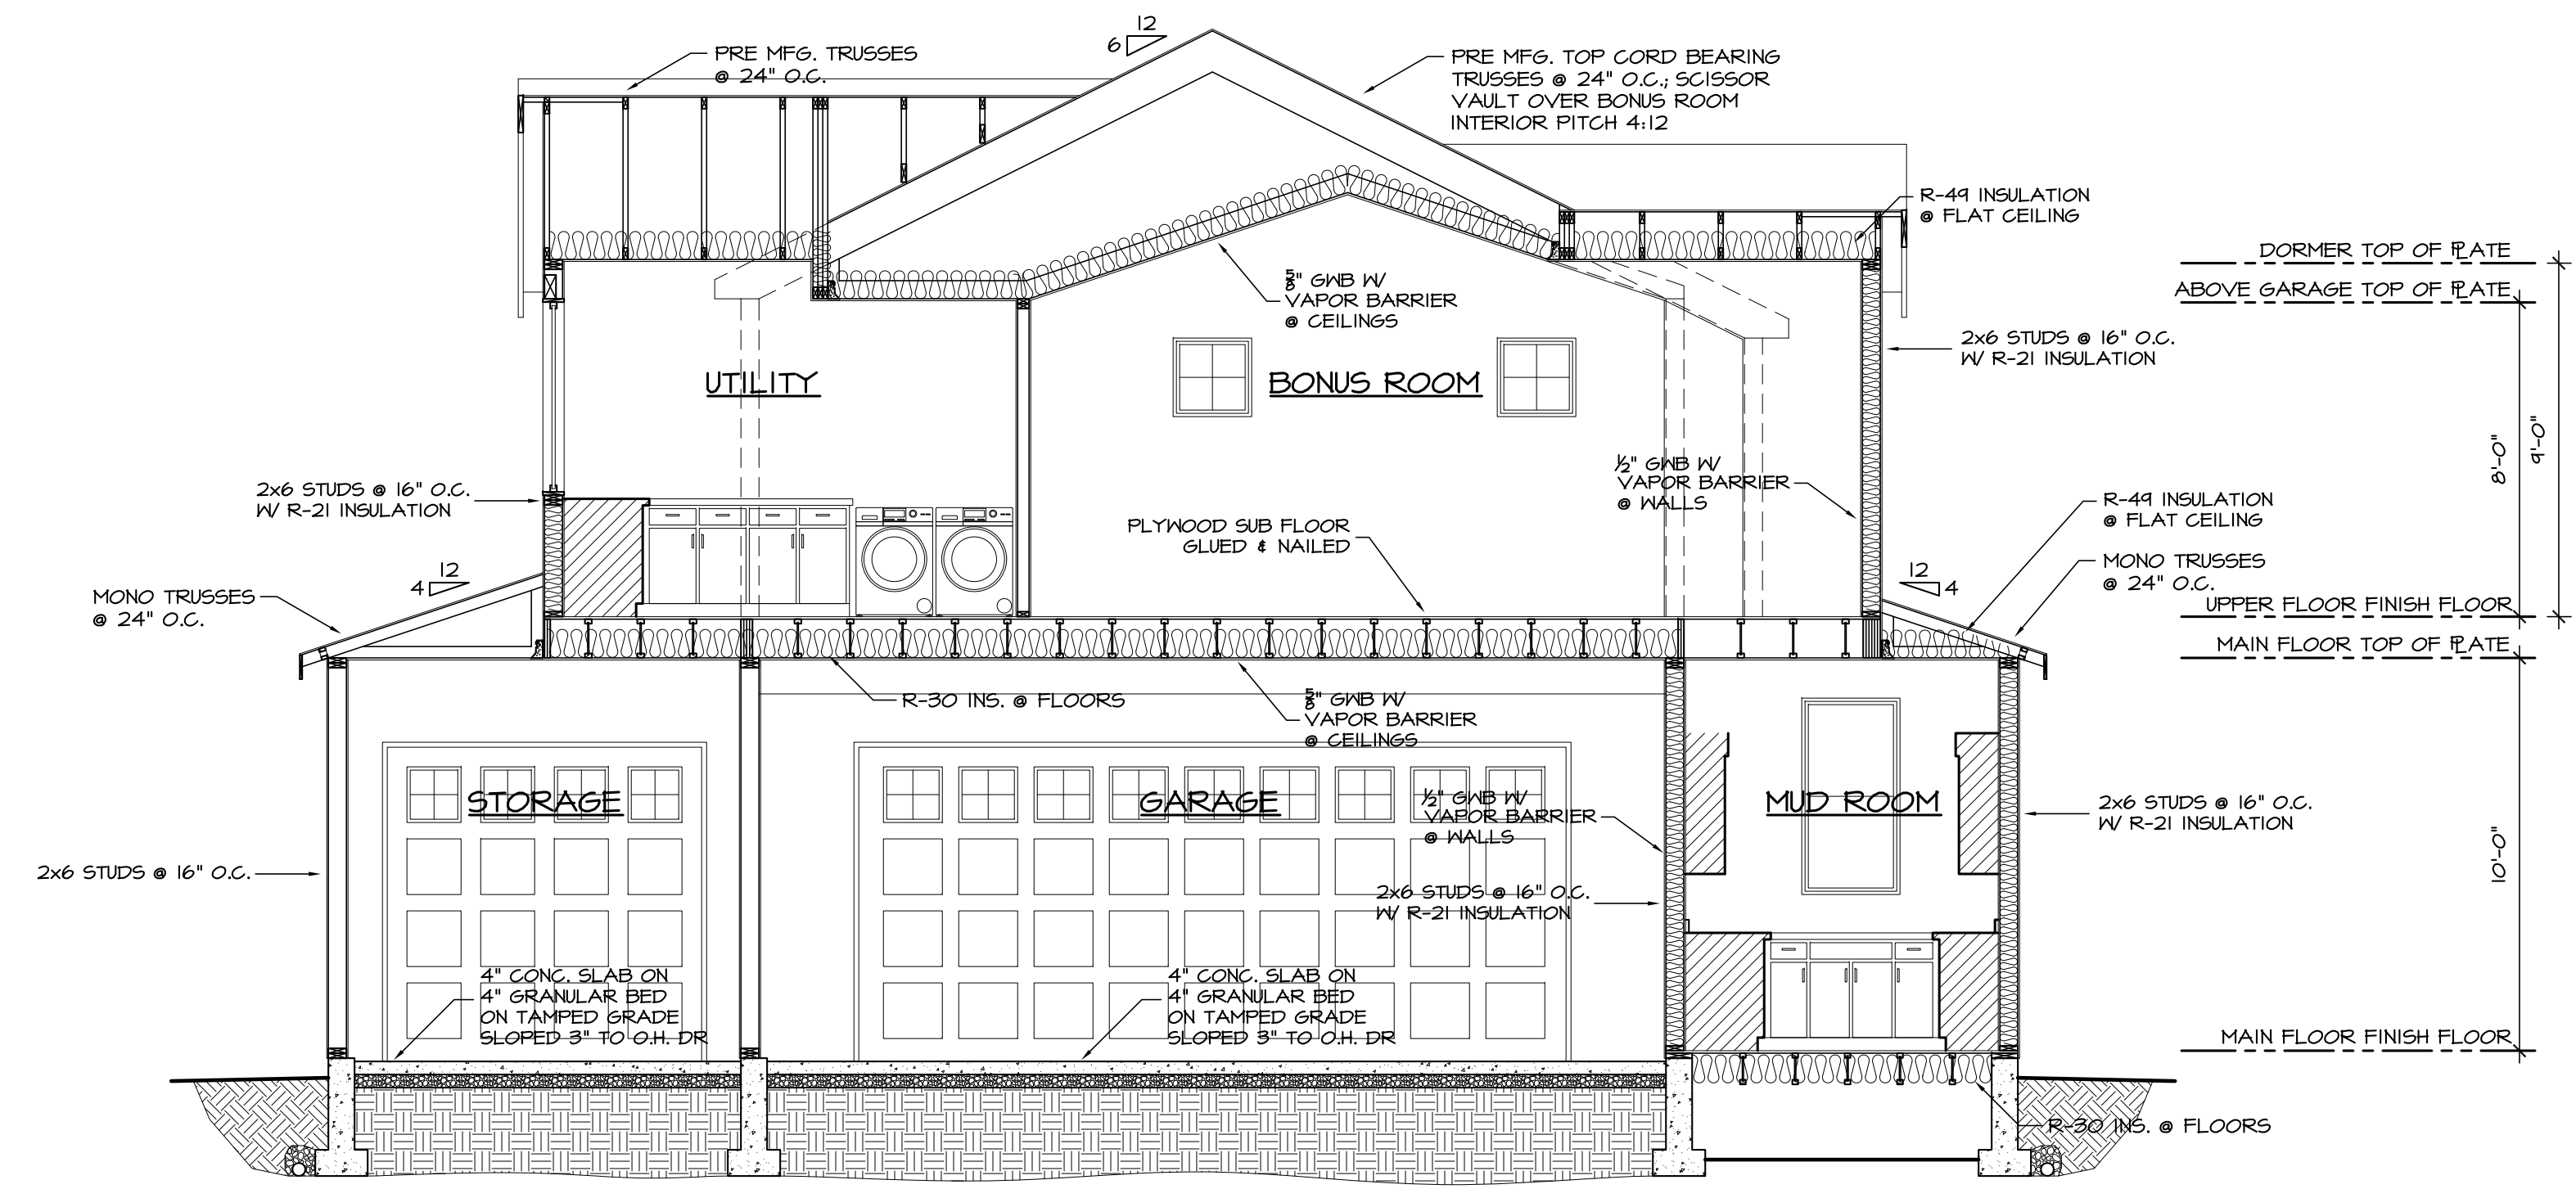 12
6
PRE MFG. TRUSSES
@ 24" O.C.
PRE MFG. TOP CORD BEARING
TRUSSES @ 24" O.C.; SCISSOR
VAULT OVER BONUS ROOM
INTERIOR PITCH 4:12
R-49 INSULATION
@ FLAT CEILING
DORMER TOP OF PLATE
ABOVE GARAGE TOP OF PLATE
5/8" GWB W/
VAPOR BARRIER
@ CEILINGS
2x6 STUDS @ 16" O.C.
W/ R-21 INSULATION
UTILITY
BONUS ROOM
8'-0"
9'-0"
1/2" GWB W/
VAPOR BARRIER
@ WALLS
2x6 STUDS @ 16" O.C.
W/ R-21 INSULATION
R-49 INSULATION
@ FLAT CEILING
PLYWOOD SUB FLOOR
GLUED & NAILED
12
4
12
4
MONO TRUSSES
@ 24" O.C.
MONO TRUSSES
@ 24" O.C.
UPPER FLOOR FINISH FLOOR
MAIN FLOOR TOP OF PLATE
R-30 INS. @ FLOORS
5/8" GWB W/
VAPOR BARRIER
@ CEILINGS
STORAGE
GARAGE
MUD ROOM
1/2" GWB W/
VAPOR BARRIER
@ WALLS
2x6 STUDS @ 16" O.C.
W/ R-21 INSULATION
2x6 STUDS @ 16" O.C.
10'-0"
2x6 STUDS @ 16" O.C.
W/ R-21 INSULATION
4" CONC. SLAB ON
4" GRANULAR BED
ON TAMPED GRADE
SLOPED 3" TO O.H. DR
4" CONC. SLAB ON
4" GRANULAR BED
ON TAMPED GRADE
SLOPED 3" TO O.H. DR
MAIN FLOOR FINISH FLOOR
R-30 INS. @ FLOORS